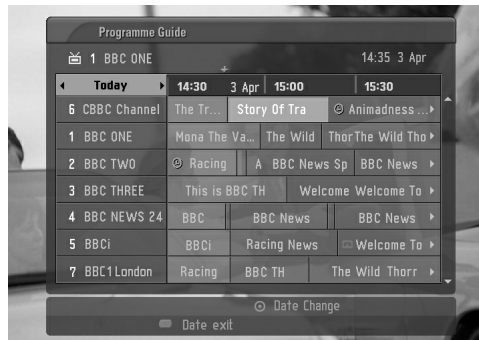 Programme Guide
1 BBC ONE 14:35 3 Apr
Today 14:30 3 Apr 15:00 15:30
6 CBBC Channel The Tr... Story Of Tra Animadness ...
1 BBC ONE Mona The Va... The Wild ThorThe Wild Tho
2 BBC TWO Racing A BBC News Sp BBC News
3 BBC THREE This is BBC TH Welcome Welcome To
4 BBC NEWS 24 BBC BBC News BBC News
5 BBCi BBCi Racing News Welcome To
7 BBC1 London Racing BBC TH The Wild Thorr
Date Change
Date exit